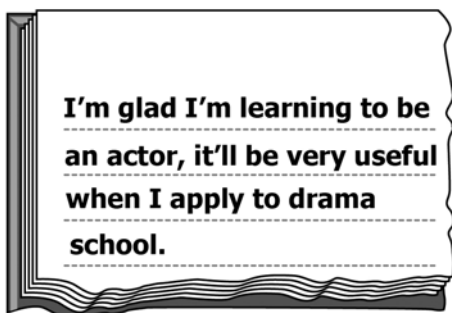 I'm glad I'm learning to be
an actor, it'll be very useful
when I apply to drama
school.